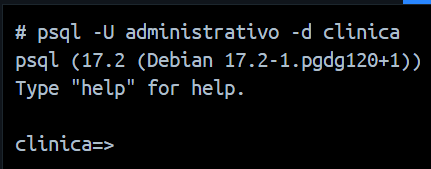 # psql -U administrativo -d clinica
psql (17.2 (Debian 17.2-1.pgdg120+1))
Type "help" for help.
clinica=>